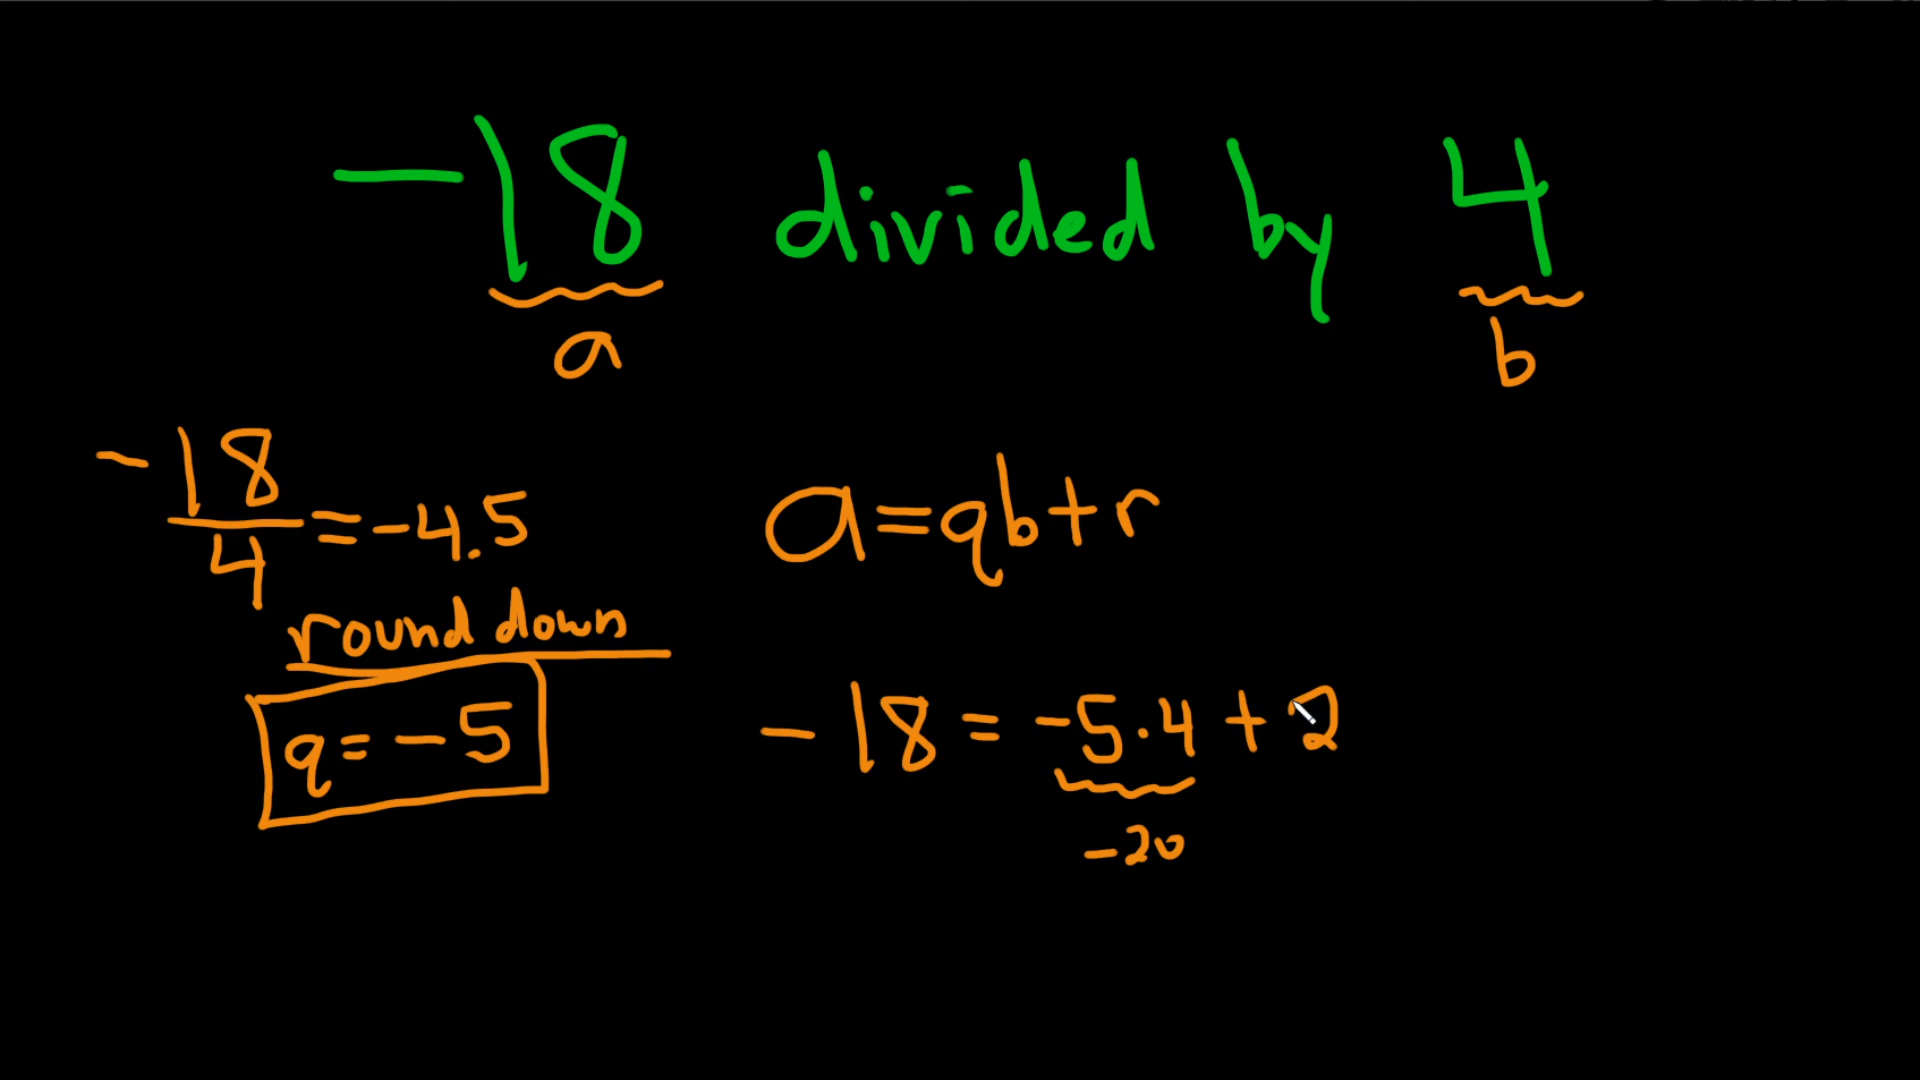 -18 divided by 4
a b
-18/4 = -4.5
a = qb + r
round down
q = -5
-18 = -5·4 + 2
-20